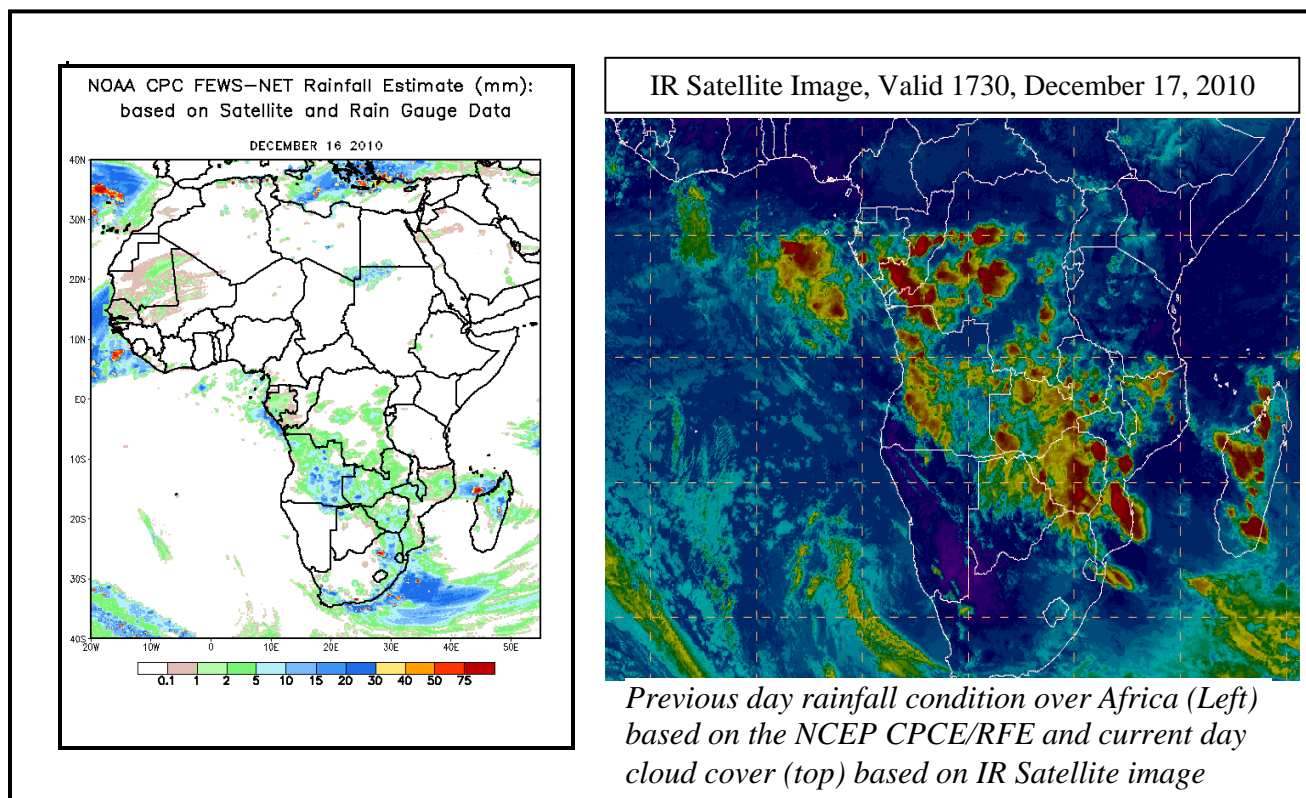 NOAA CPC FEWS-NET Rainfall Estimate (mm):
based on Satellite and Rain Gauge Data
DECEMBER 16 2010
40N
30N
20N
10N
EQ
10S
20S
30S
40S
20W 10W 0 10E 20E 30E 40E 50E
0.1 1 2 5 10 15 20 30 40 50 75
IR Satellite Image, Valid 1730, December 17, 2010
Previous day rainfall condition over Africa (Left)
based on the NCEP CPCE/RFE and current day
cloud cover (top) based on IR Satellite image